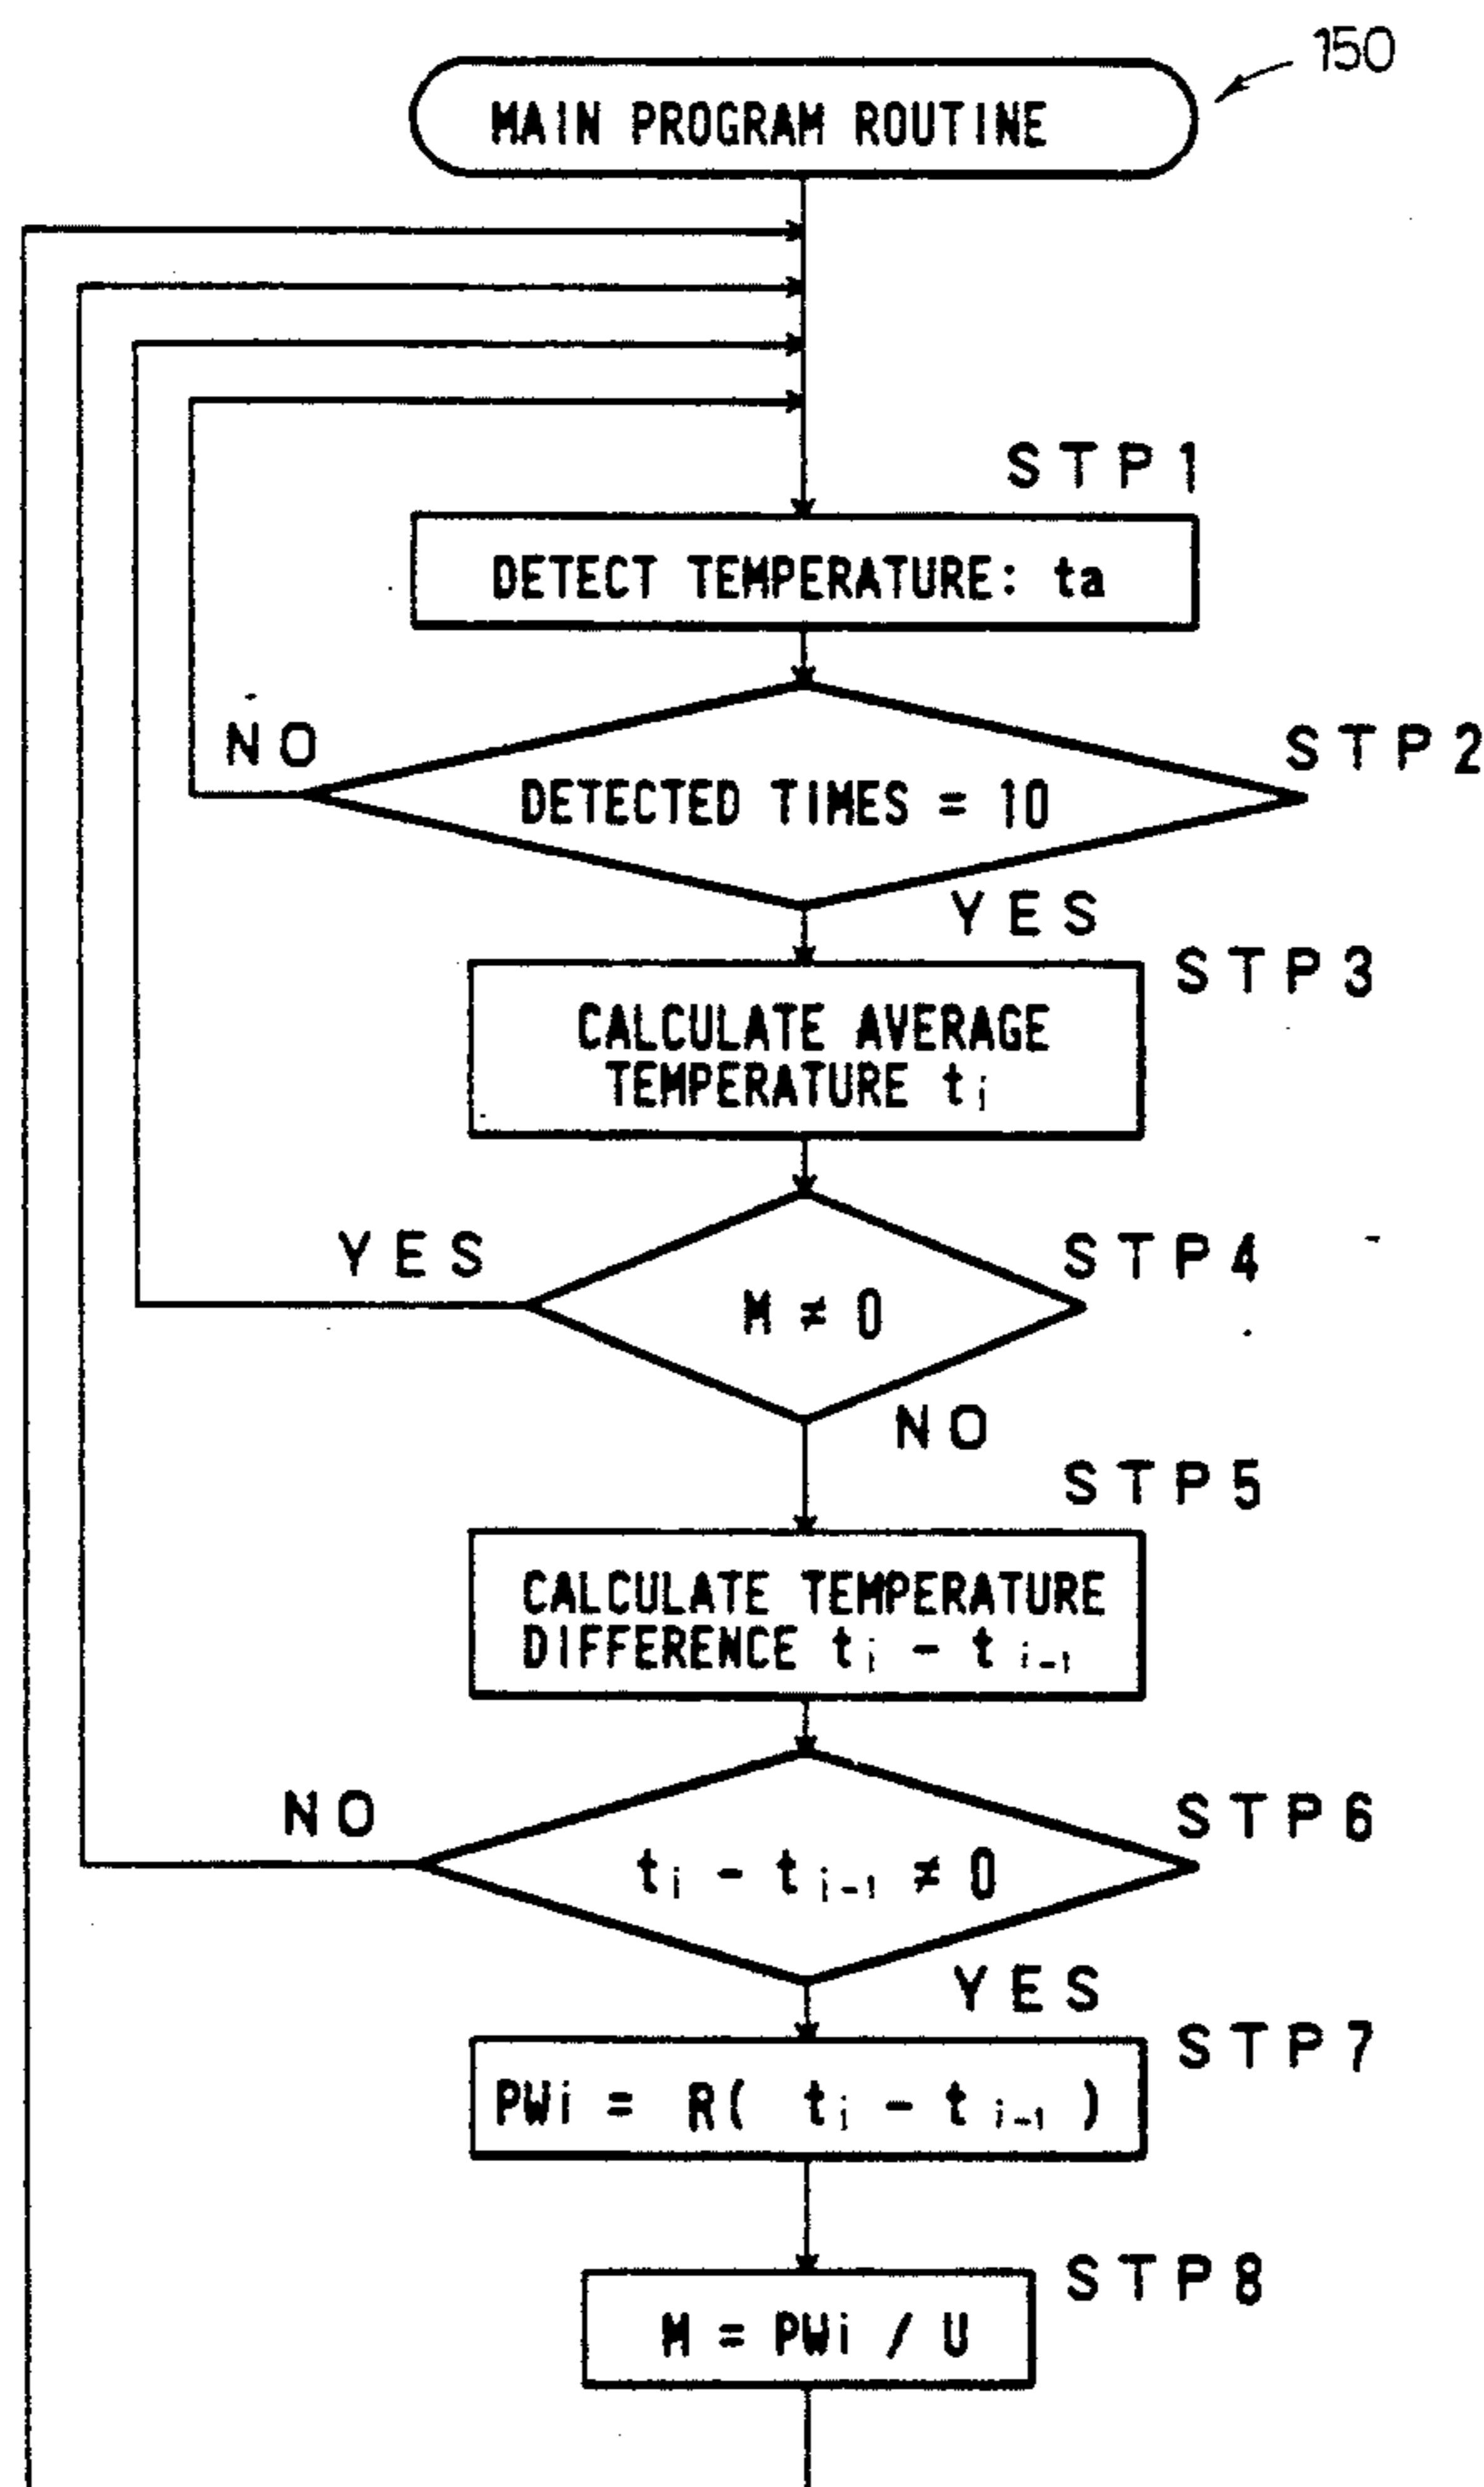 150
MAIN PROGRAM ROUTINE
STP1
DETECT TEMPERATURE: ta
NO
STP2
DETECTED TIMES = 10
YES
STP3
CALCULATE AVERAGE
TEMPERATURE ti
YES
STP4
M ≠ 0
NO
STP5
CALCULATE TEMPERATURE
DIFFERENCE ti - ti-1
NO
STP6
ti - ti-1 ≠ 0
YES
STP7
PWi = R( ti - ti-1 )
STP8
M = PWi / U